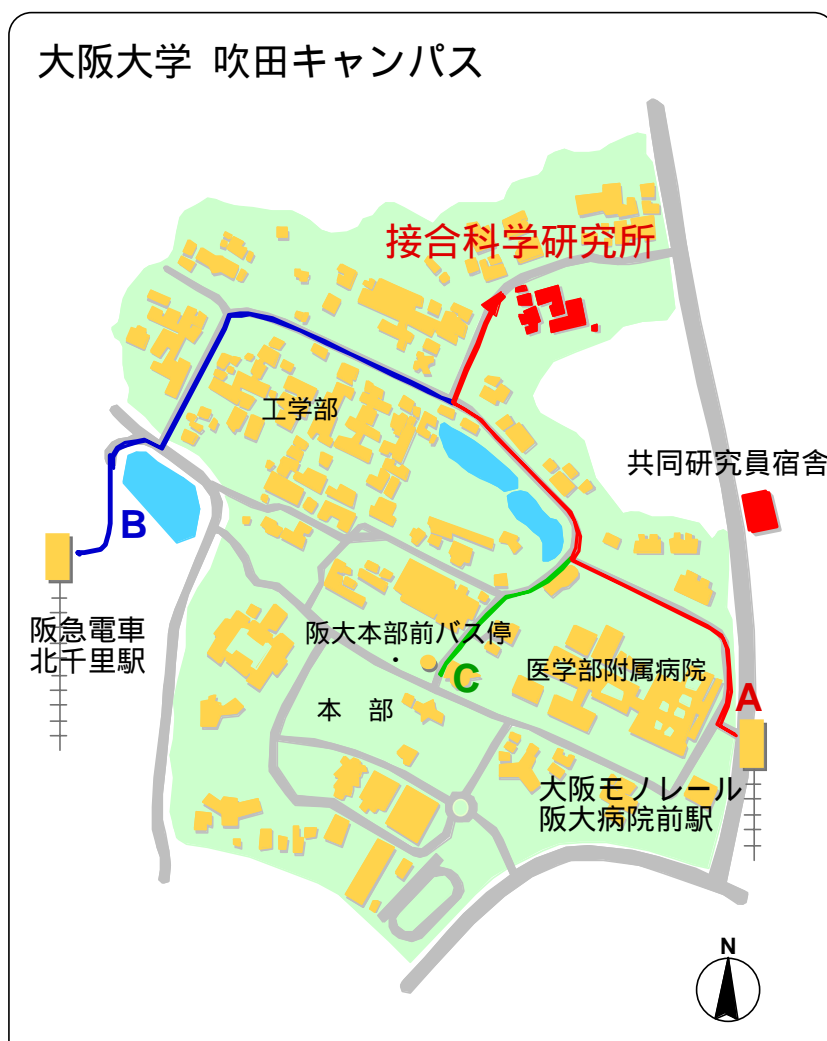 大阪大学 吹田キャンパス
接合科学研究所
工学部
共同研究員宿舎
B
阪急電車
北千里駅
阪大本部前バス停
・
C
医学部附属病院
A
本　部
大阪モノレール
阪大病院前駅
N